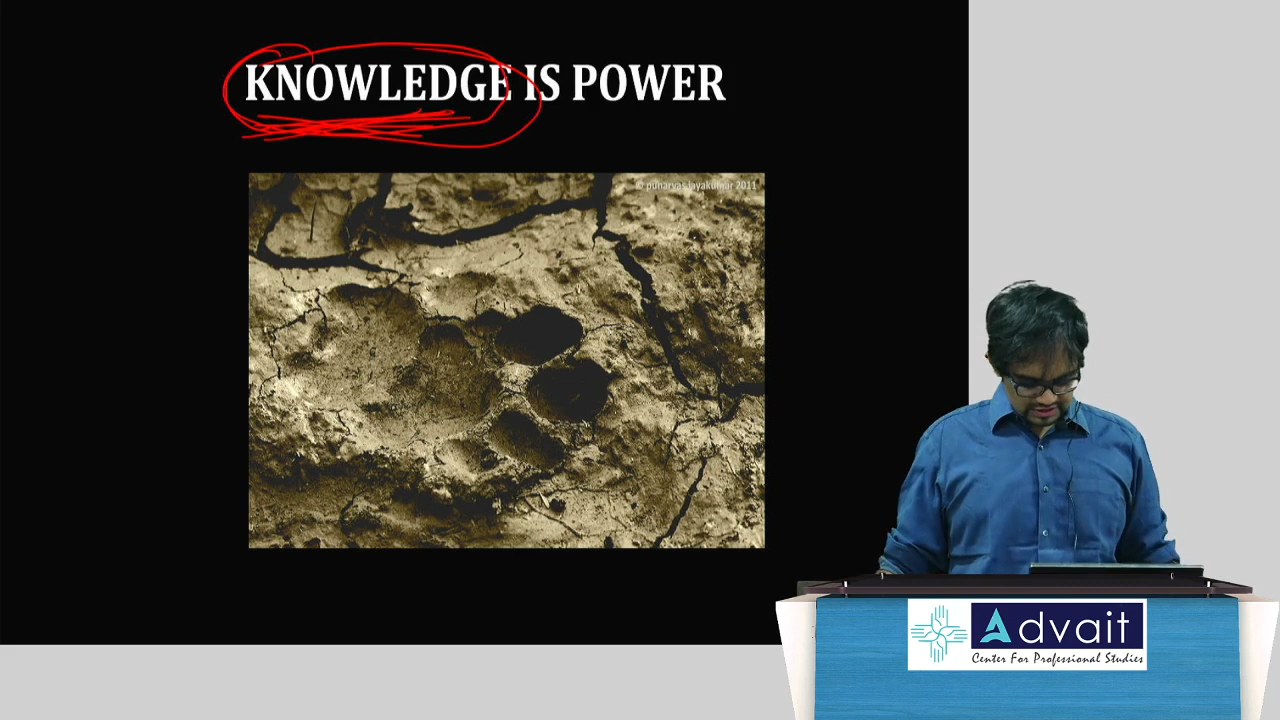 KNOWLEDGE IS POWER
© punarvas jayakumar 2011
Advait
Center For Professional Studies